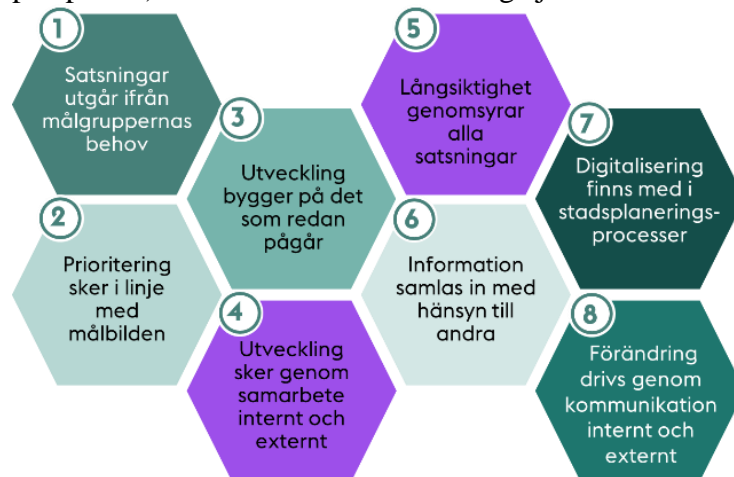 1
Satsningar
utgår ifrån
målgruppernas
behov
2
Prioritering
sker i linje
med
målbilden
3
Utveckling
bygger på det
som redan
pågår
4
Utveckling
sker genom
samarbete
internt och
externt
5
Långsiktighet
genomsyrar
alla
satsningar
6
Information
samlas in med
hänsyn till
andra
7
Digitalisering
finns med i
stadsplanerings-
processer
8
Förändring
drivs genom
kommunikation
internt och
externt